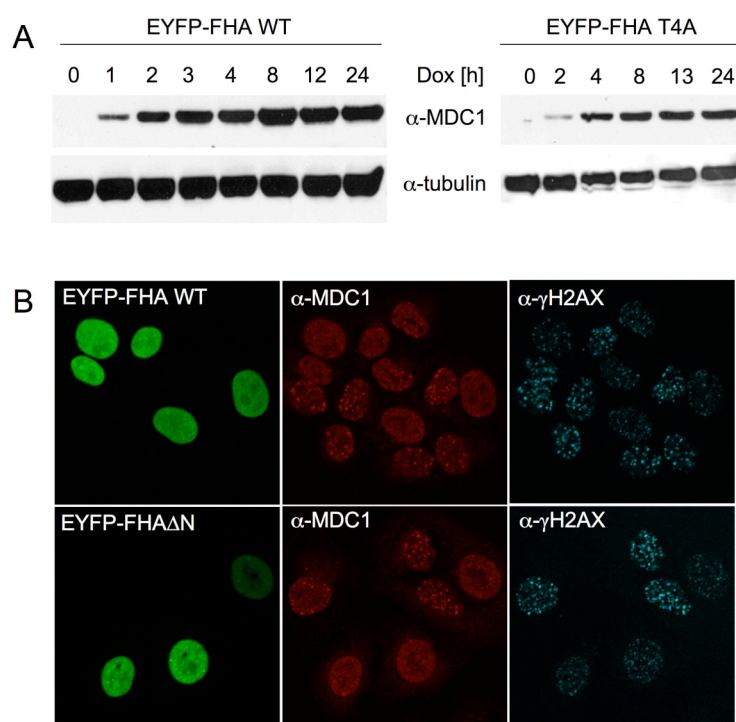 A
EYFP-FHA WT
EYFP-FHA T4A
0 1 2 3 4 8 12 24
Dox [h]
0 2 4 8 13 24
α-MDC1
α-tubulin
B
EYFP-FHA WT
α-MDC1
α-γH2AX
EYFP-FHAΔN
α-MDC1
α-γH2AX